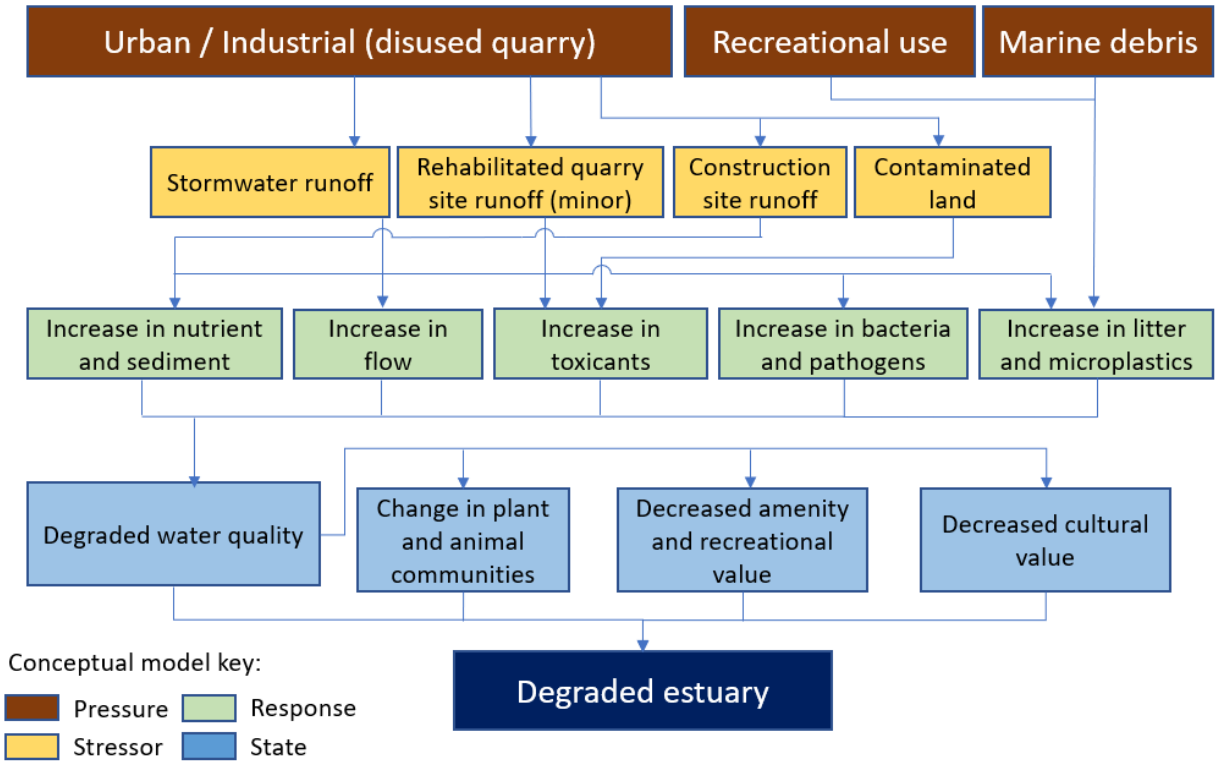 Urban / Industrial (disused quarry)
Recreational use
Marine debris
Stormwater runoff
Rehabilitated quarry
site runoff (minor)
Construction
site runoff
Contaminated
land
Increase in nutrient
and sediment
Increase in
flow
Increase in
toxicants
Increase in bacteria
and pathogens
Increase in litter
and microplastics
Degraded water quality
Change in plant
and animal
communities
Decreased amenity
and recreational
value
Decreased cultural
value
Degraded estuary
Conceptual model key:
Pressure
Response
Stressor
State